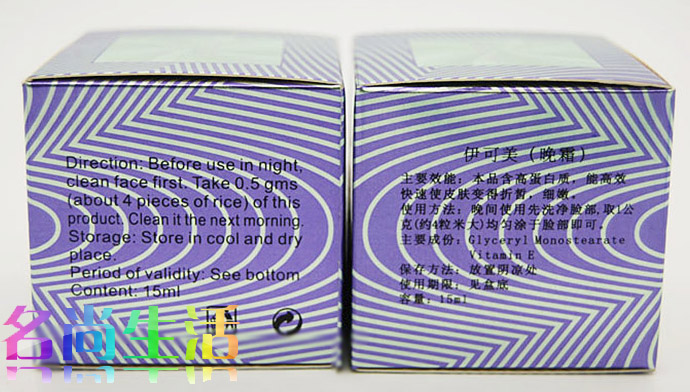 Direction: Before use in night,
clean face first. Take 0.5 gms
(about 4 pieces of rice) of this
product. Clean it the next morning.
Storage: Store in cool and dry
place.
Period of validity: See bottom
Content: 15ml
伊可美（晚霜）
主要效能：本品含高蛋白质，能高效
快速使皮肤变得折皙，细嫩。
使用方法：晚间使用先洗净脸部,取1公
克(约4粒米大)均匀涂于脸部即可。
主要成份：Glyceryl Monostearate
Vitamin E
保存方法：放置阴凉处
使用期限：见盒底
容量：15ml
名尚生活